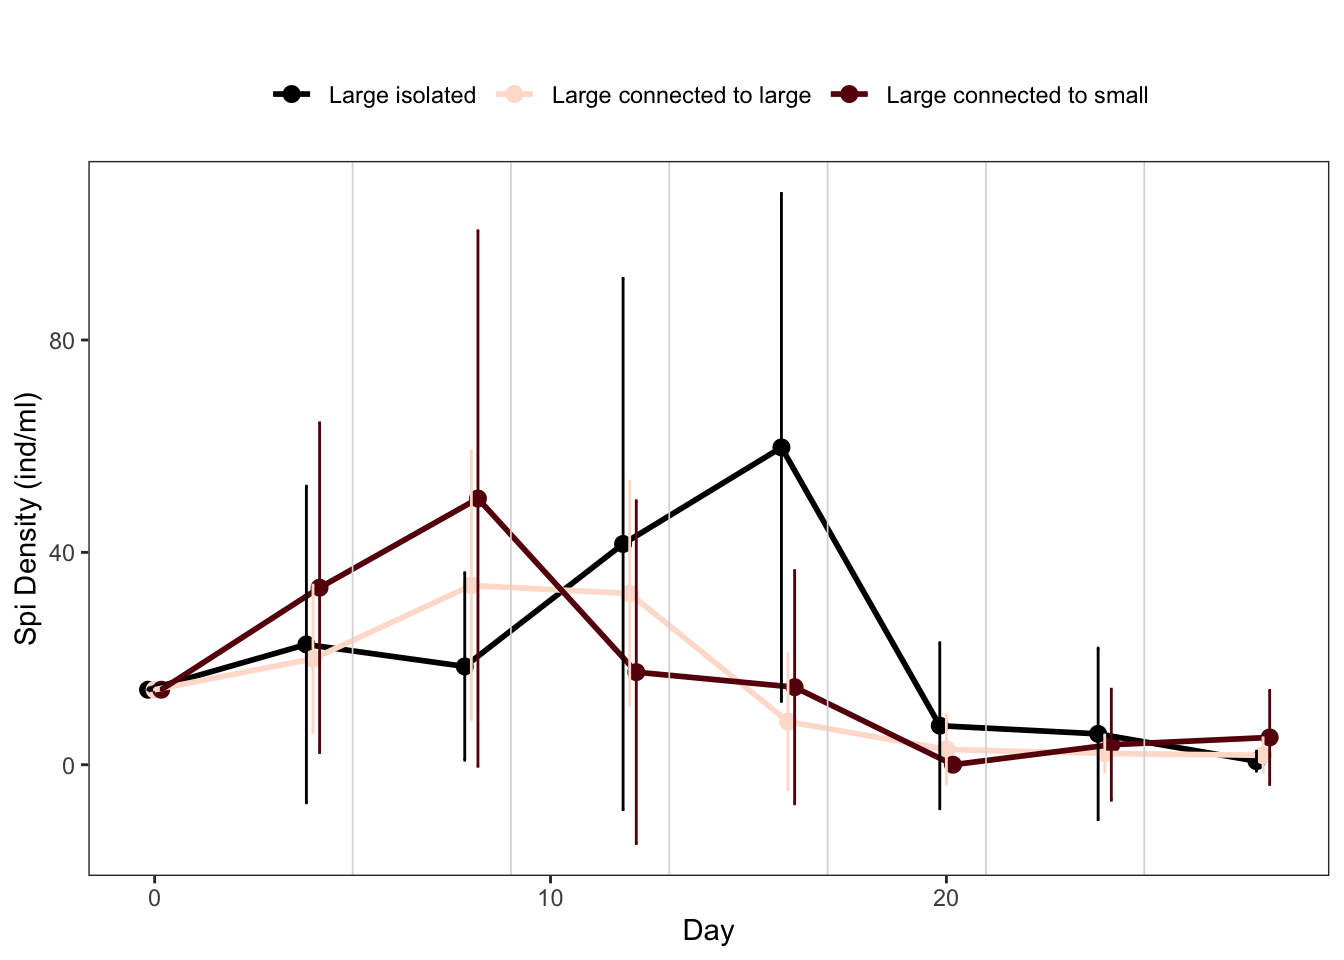 Large isolated Large connected to large Large connected to small
Spi Density (ind/ml)
80
40
0
0 10 20
Day